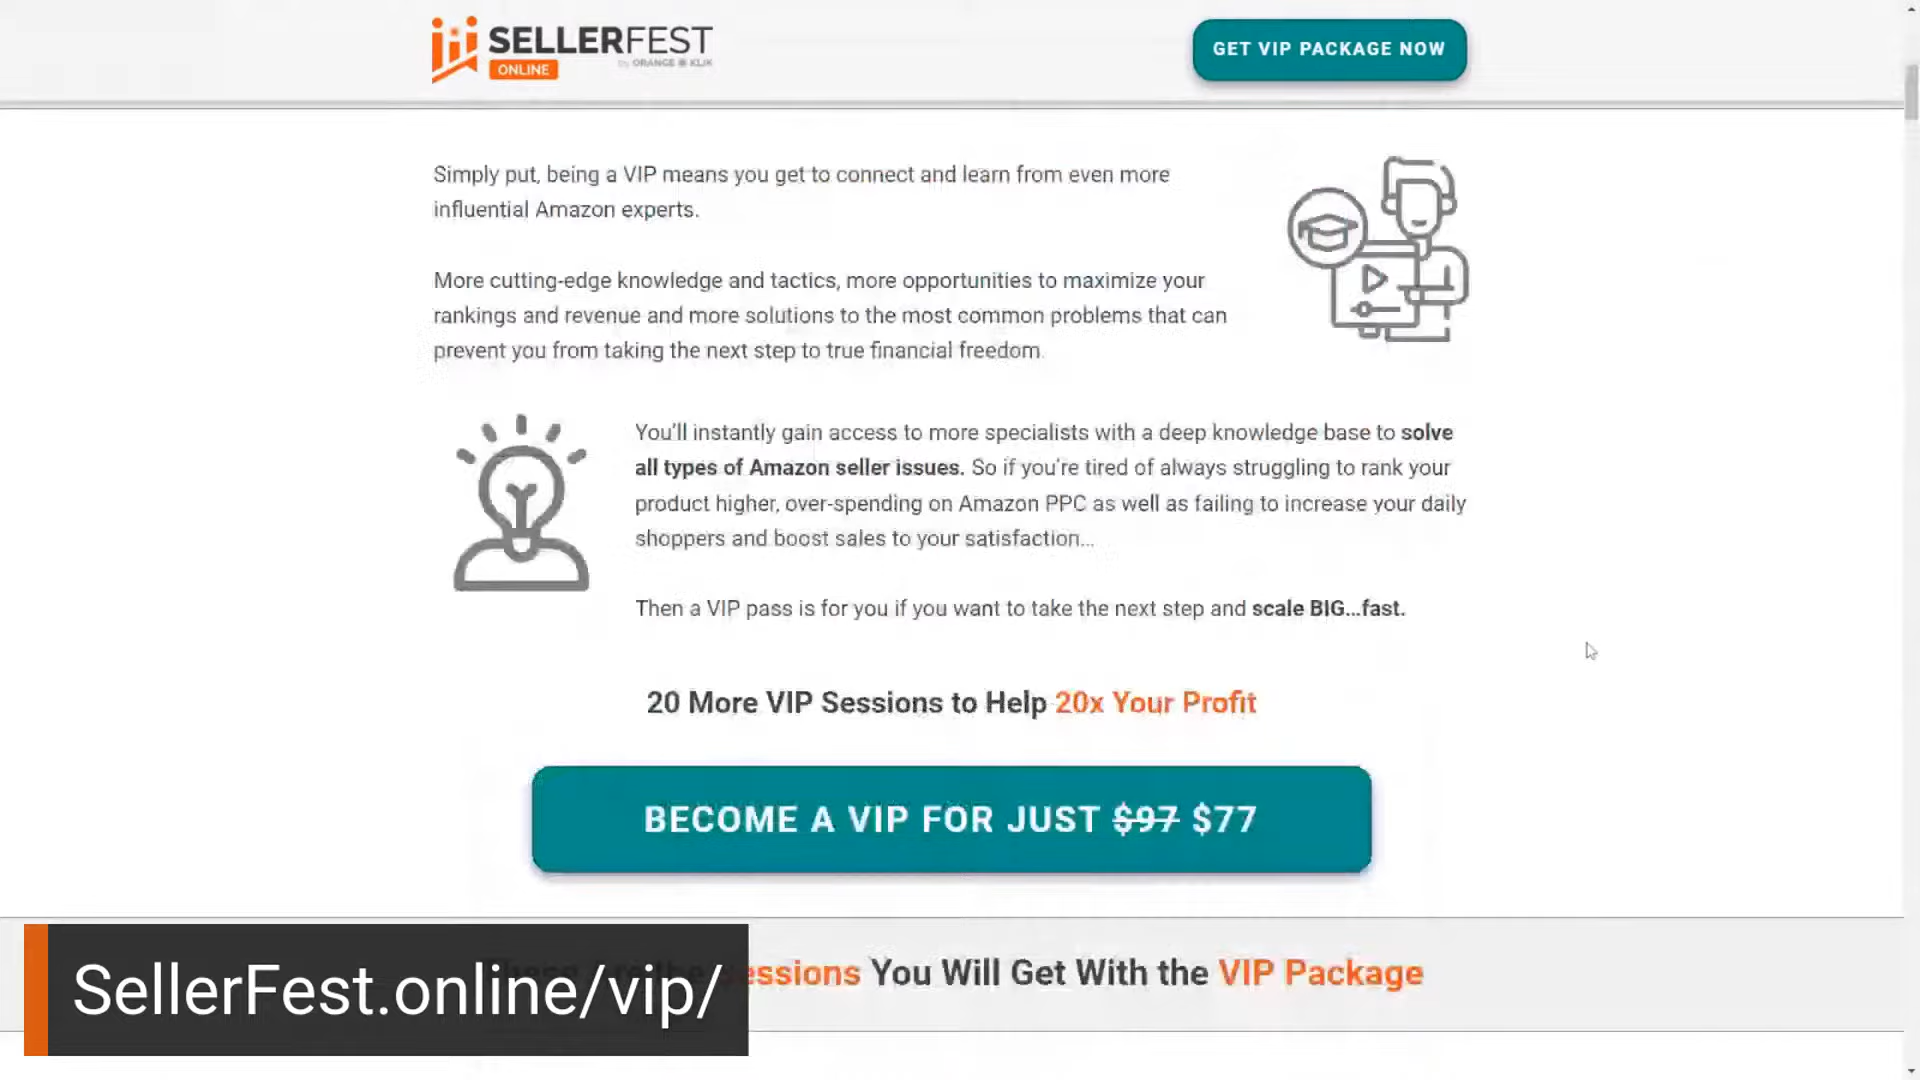 SELLERFEST
ONLINE
by ORANGE KLIK
GET VIP PACKAGE NOW
Simply put, being a VIP means you get to connect and learn from even more
influential Amazon experts.
More cutting-edge knowledge and tactics, more opportunities to maximize your
rankings and revenue and more solutions to the most common problems that can
prevent you from taking the next step to true financial freedom.
You'll instantly gain access to more specialists with a deep knowledge base to solve
all types of Amazon seller issues. So if you're tired of always struggling to rank your
product higher, over-spending on Amazon PPC as well as failing to increase your daily
shoppers and boost sales to your satisfaction...
Then a VIP pass is for you if you want to take the next step and scale BIG...fast.
20 More VIP Sessions to Help 20x Your Profit
BECOME A VIP FOR JUST $97 $77
essions You Will Get With the VIP Package
SellerFest.online/vip/